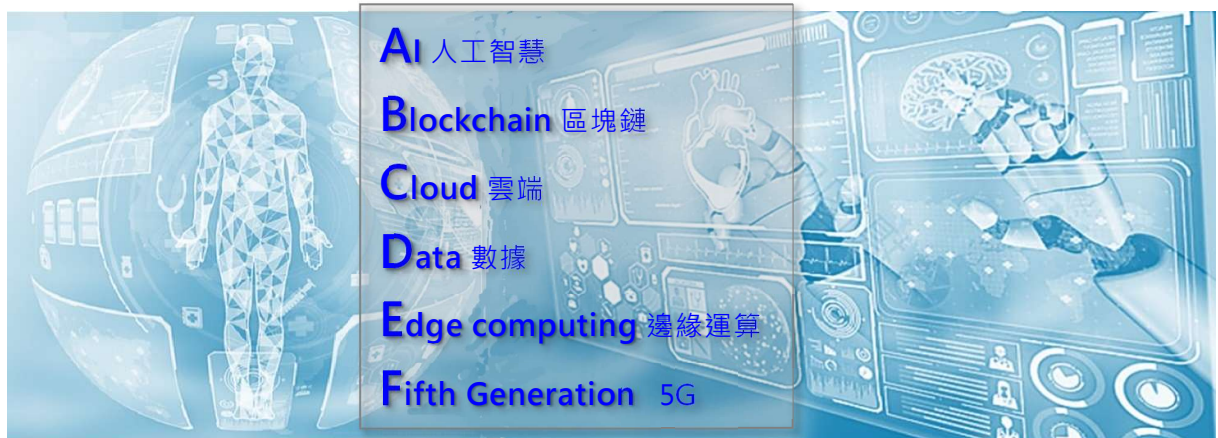 AI 人工智慧
Blockchain 區塊鏈
Cloud 雲端
Data 數據
Edge computing 邊緣運算
Fifth Generation 5G